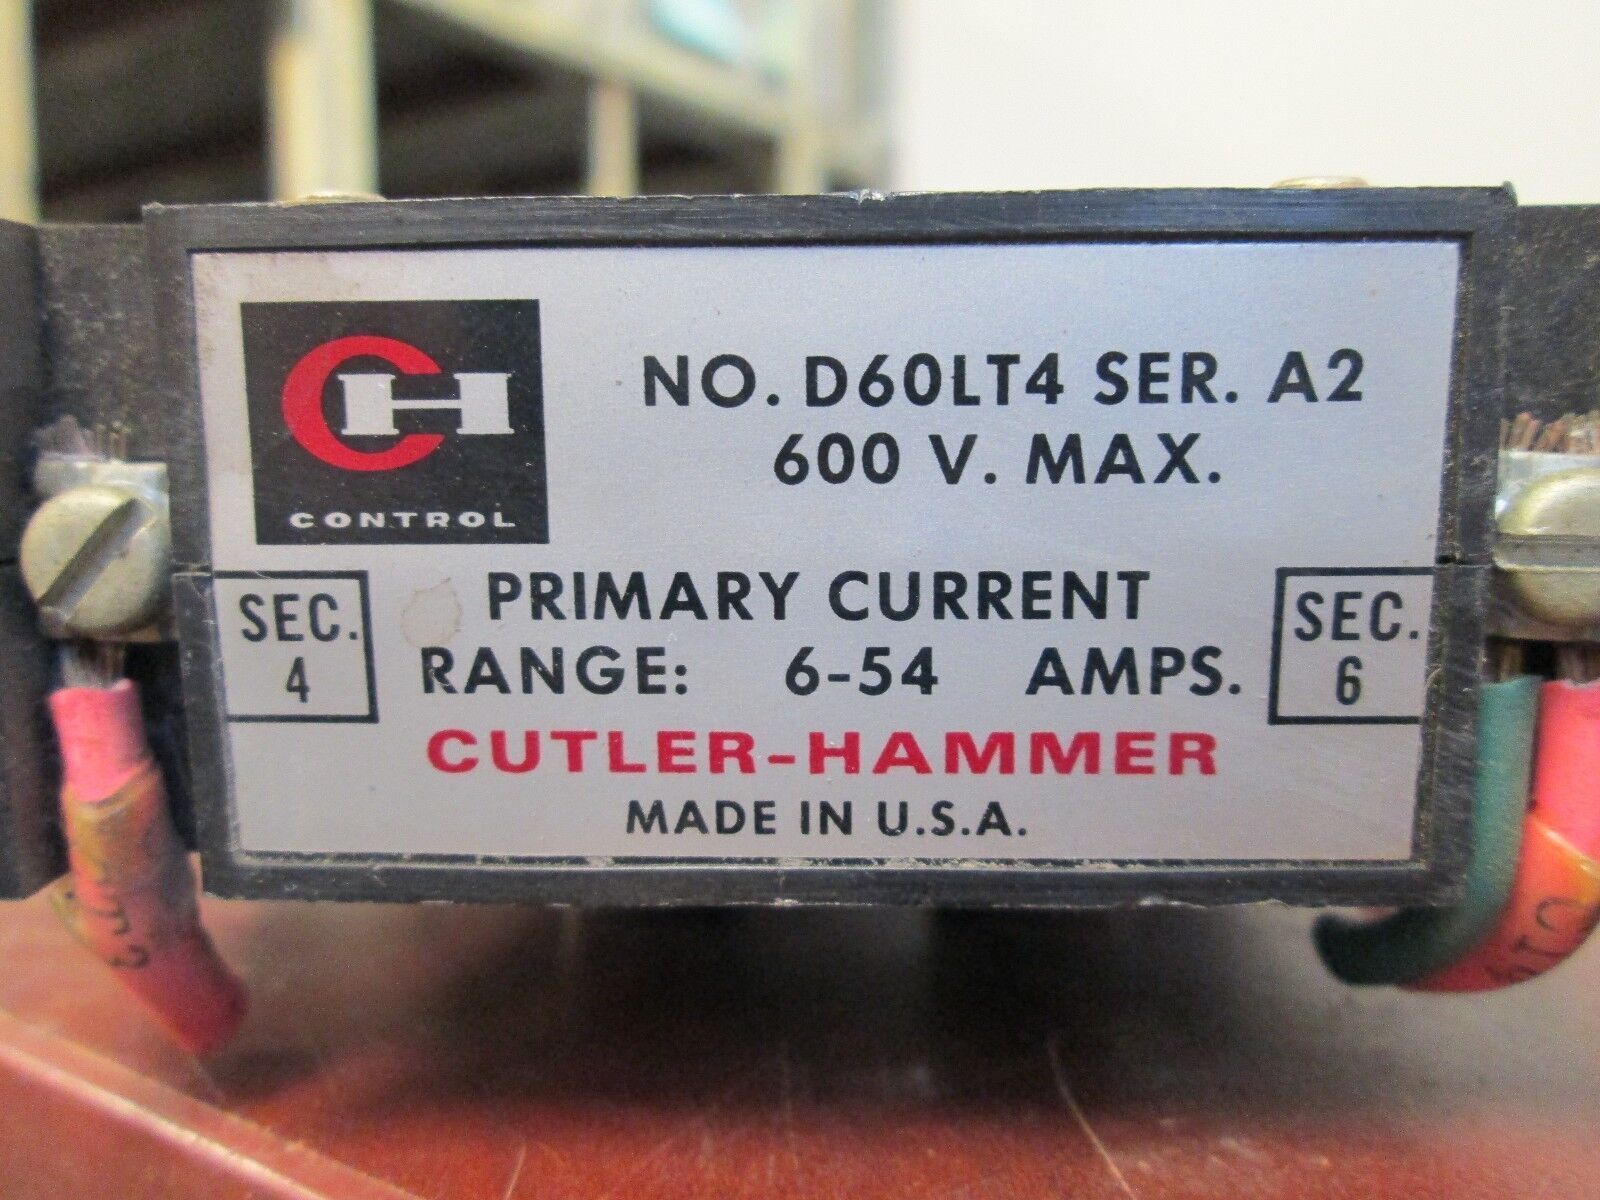 CH
CONTROL
NO. D60LT4 SER. A2
600 V. MAX.
SEC.
4
PRIMARY CURRENT
RANGE: 6-54 AMPS.
SEC.
6
CUTLER-HAMMER
MADE IN U.S.A.